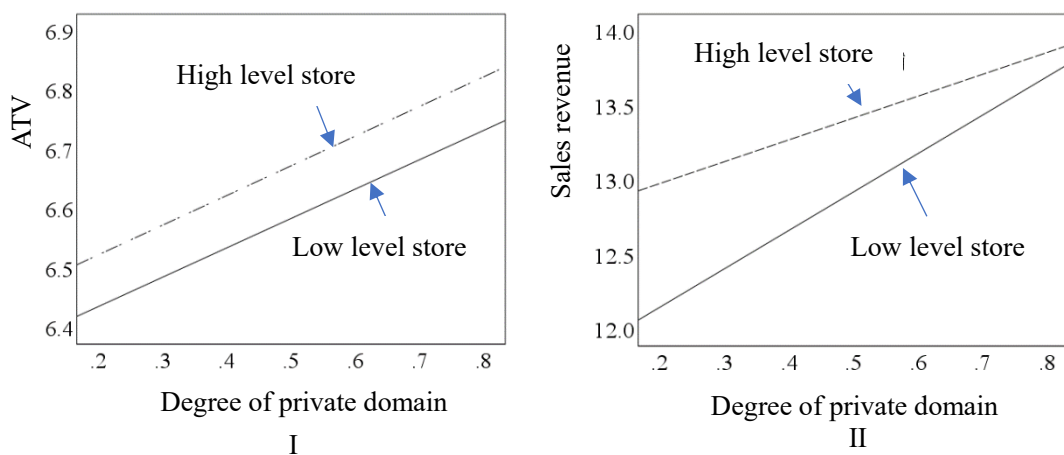 6.9
6.8
6.7
6.6
6.5
6.4
ATV
High level store
Low level store
.2 .3 .4 .5 .6 .7 .8
Degree of private domain
I
14.0
13.5
13.0
12.5
12.0
Sales revenue
High level store
Low level store
.2 .3 .4 .5 .6 .7 .8
Degree of private domain
II